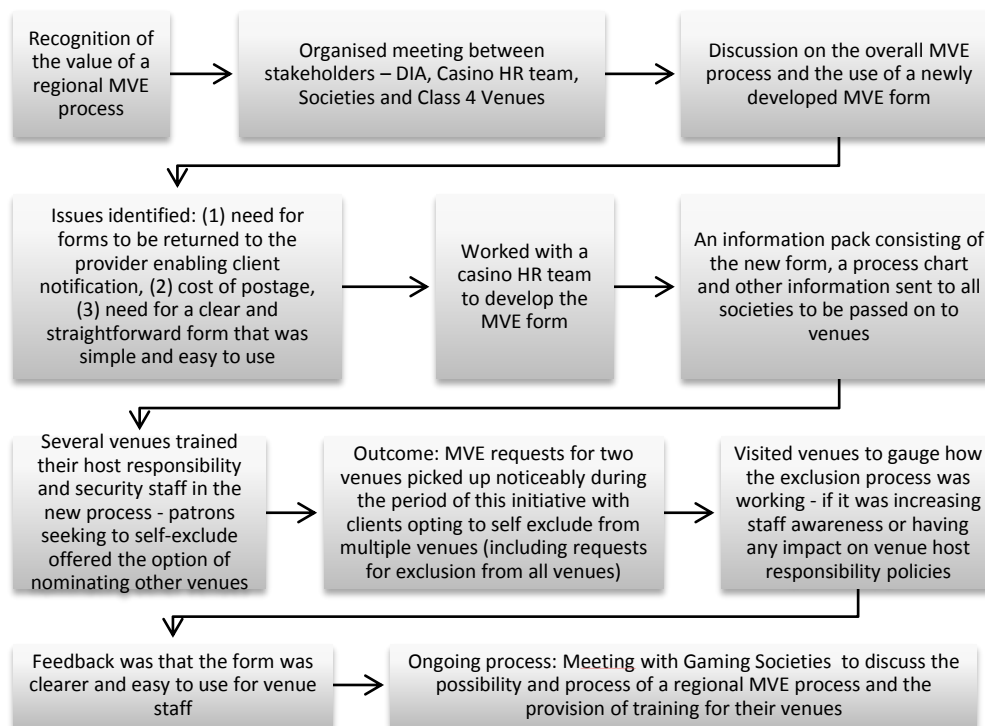 Recognition of
the value of a
regional MVE
process
Organised meeting between
stakeholders – DIA, Casino HR team,
Societies and Class 4 Venues
Discussion on the overall MVE
process and the use of a newly
developed MVE form
Issues identified: (1) need for
forms to be returned to the
provider enabling client
notification, (2) cost of postage,
(3) need for a clear and
straightforward form that was
simple and easy to use
Worked with a
casino HR team
to develop the
MVE form
An information pack consisting of
the new form, a process chart
and other information sent to all
societies to be passed on to
venues
Several venues trained
their host responsibility
and security staff in the
new process - patrons
seeking to self-exclude
offered the option of
nominating other venues
Outcome: MVE requests for two
venues picked up noticeably during
the period of this initiative with
clients opting to self exclude from
multiple venues (including requests
for exclusion from all venues)
Visited venues to gauge how
the exclusion process was
working - if it was increasing
staff awareness or having
any impact on venue host
responsibility policies
Feedback was that the form was
clearer and easy to use for venue
staff
Ongoing process: Meeting with Gaming Societies to discuss the
possibility and process of a regional MVE process and the
provision of training for their venues